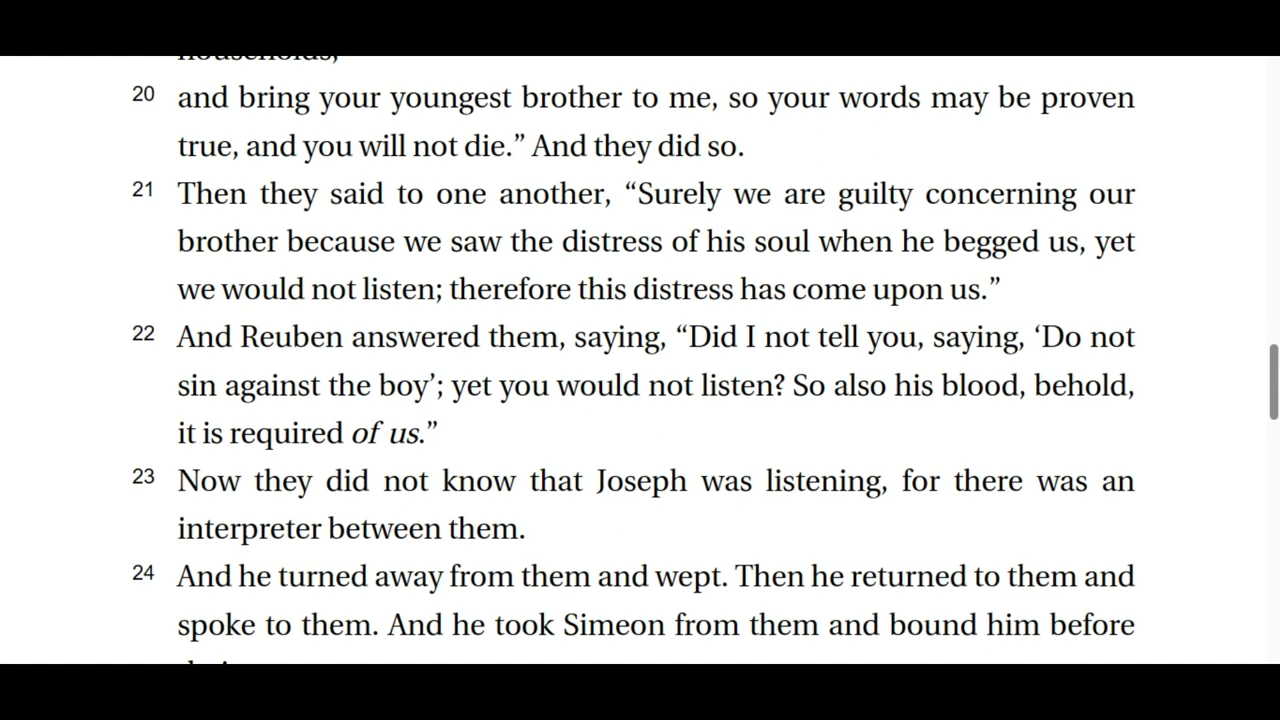 households,
20 and bring your youngest brother to me, so your words may be proven
true, and you will not die.” And they did so.
21 Then they said to one another, “Surely we are guilty concerning our
brother because we saw the distress of his soul when he begged us, yet
we would not listen; therefore this distress has come upon us.”
22 And Reuben answered them, saying, “Did I not tell you, saying, ‘Do not
sin against the boy’; yet you would not listen? So also his blood, behold,
it is required of us.”
23 Now they did not know that Joseph was listening, for there was an
interpreter between them.
24 And he turned away from them and wept. Then he returned to them and
spoke to them. And he took Simeon from them and bound him before